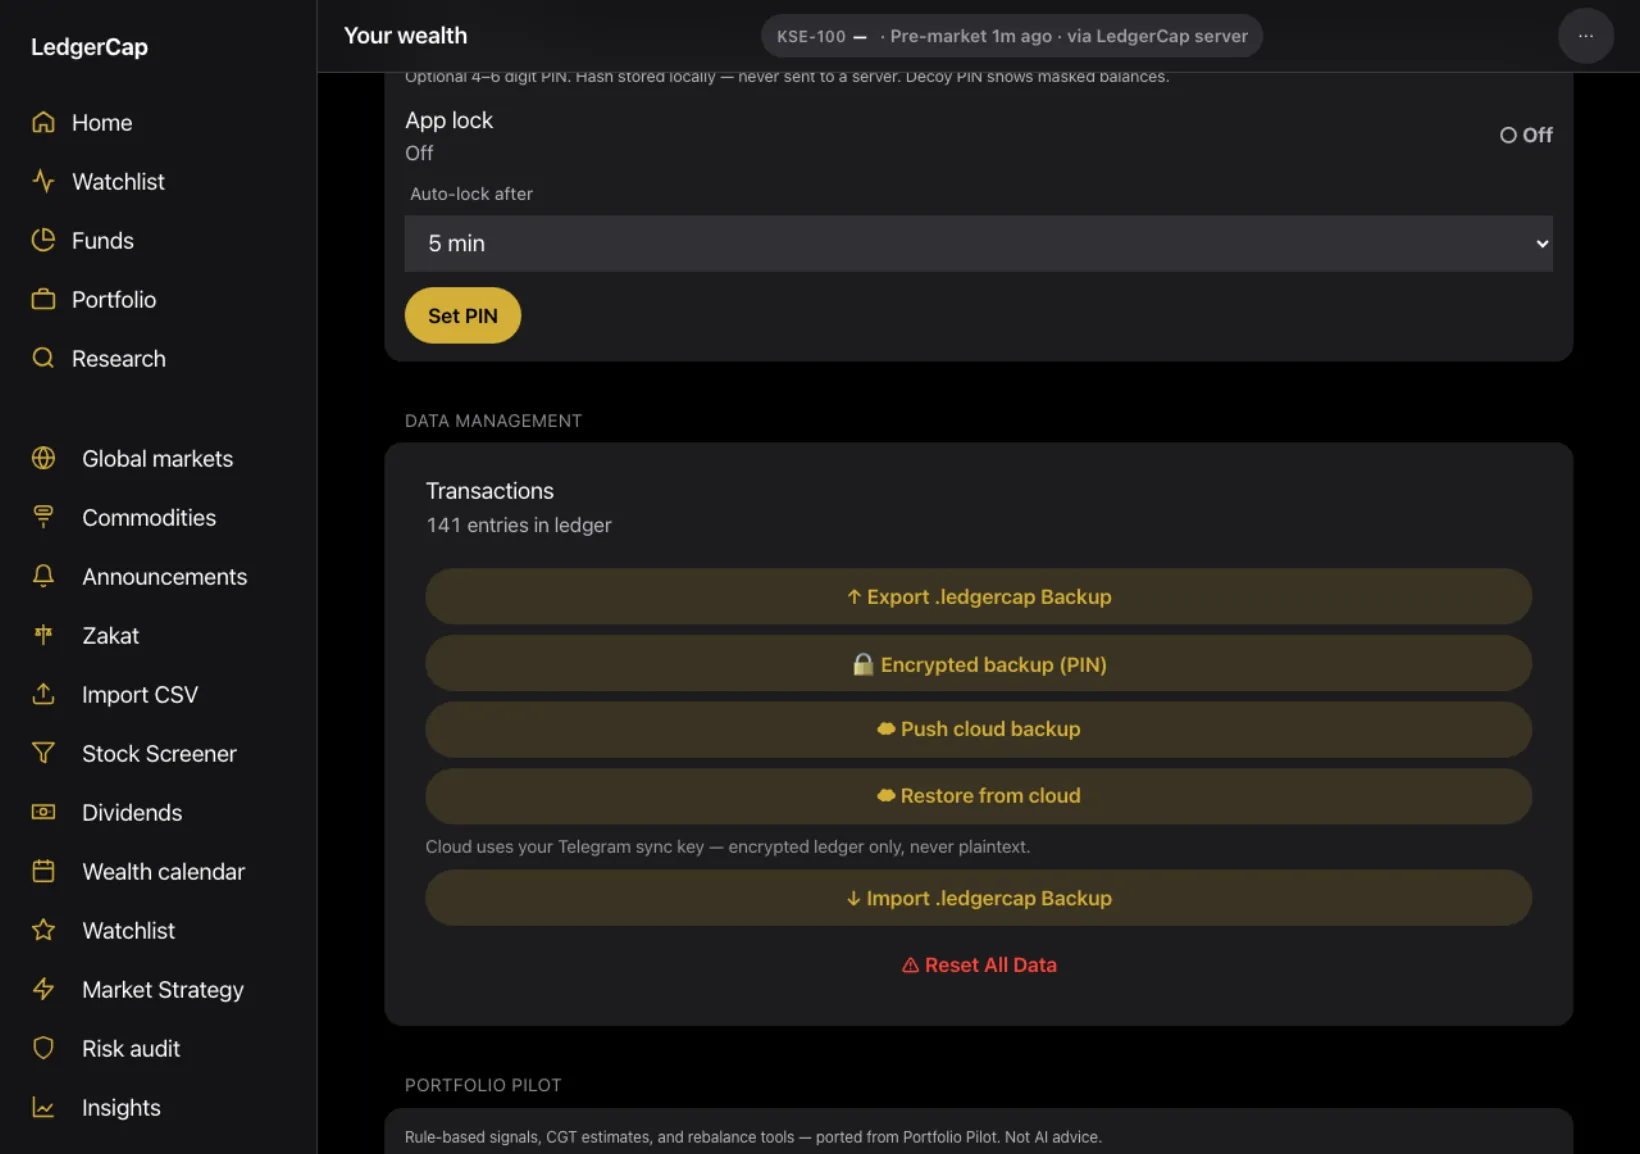 LedgerCap
Home
Watchlist
Funds
Portfolio
Research
Global markets
Commodities
Announcements
Zakat
Import CSV
Stock Screener
Dividends
Wealth calendar
Watchlist
Market Strategy
Risk audit
Insights
Your wealth
KSE-100 — · Pre-market 1m ago · via LedgerCap server
...
Optional 4–6 digit PIN. Hash stored locally — never sent to a server. Decoy PIN shows masked balances.
App lock
Off
Off
Auto-lock after
5 min
Set PIN
DATA MANAGEMENT
Transactions
141 entries in ledger
↑ Export .ledgercap Backup
🔒 Encrypted backup (PIN)
☁ Push cloud backup
☁ Restore from cloud
Cloud uses your Telegram sync key — encrypted ledger only, never plaintext.
↓ Import .ledgercap Backup
⚠ Reset All Data
PORTFOLIO PILOT
Rule-based signals, CGT estimates, and rebalance tools — ported from Portfolio Pilot. Not AI advice.